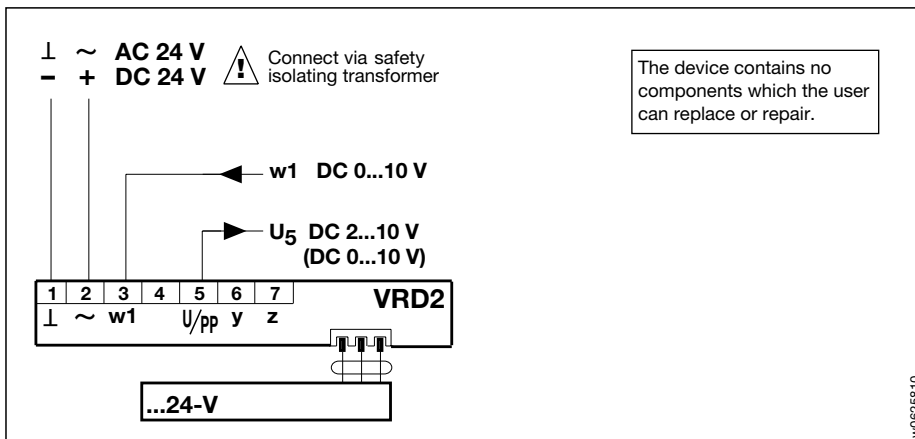 ⊥ ~ AC 24 V
− + DC 24 V
! Connect via safety
isolating transformer
The device contains no
components which the user
can replace or repair.
w1 DC 0...10 V
U5 DC 2...10 V
(DC 0...10 V)
1 2 3 4 5 6 7
VRD2
⊥ ~ w1 U/pp y z
...24-V